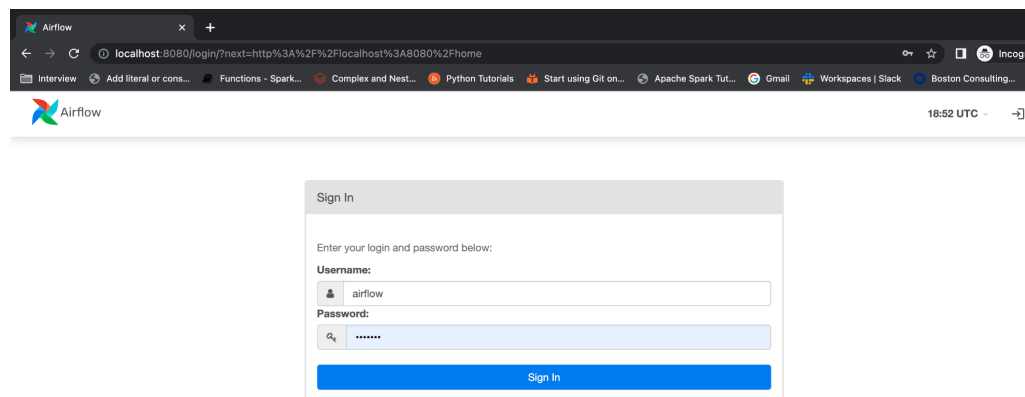 Airflow
localhost:8080/login/?next=http%3A%2F%2Flocalhost%3A8080%2Fhome
Incog
Interview Add literal or cons... Functions - Spark... Complex and Nest... Python Tutorials Start using Git on... Apache Spark Tut... Gmail Workspaces | Slack Boston Consulting...
Airflow 18:52 UTC
Sign In
Enter your login and password below:
Username:
airflow
Password:
•••••••
Sign In